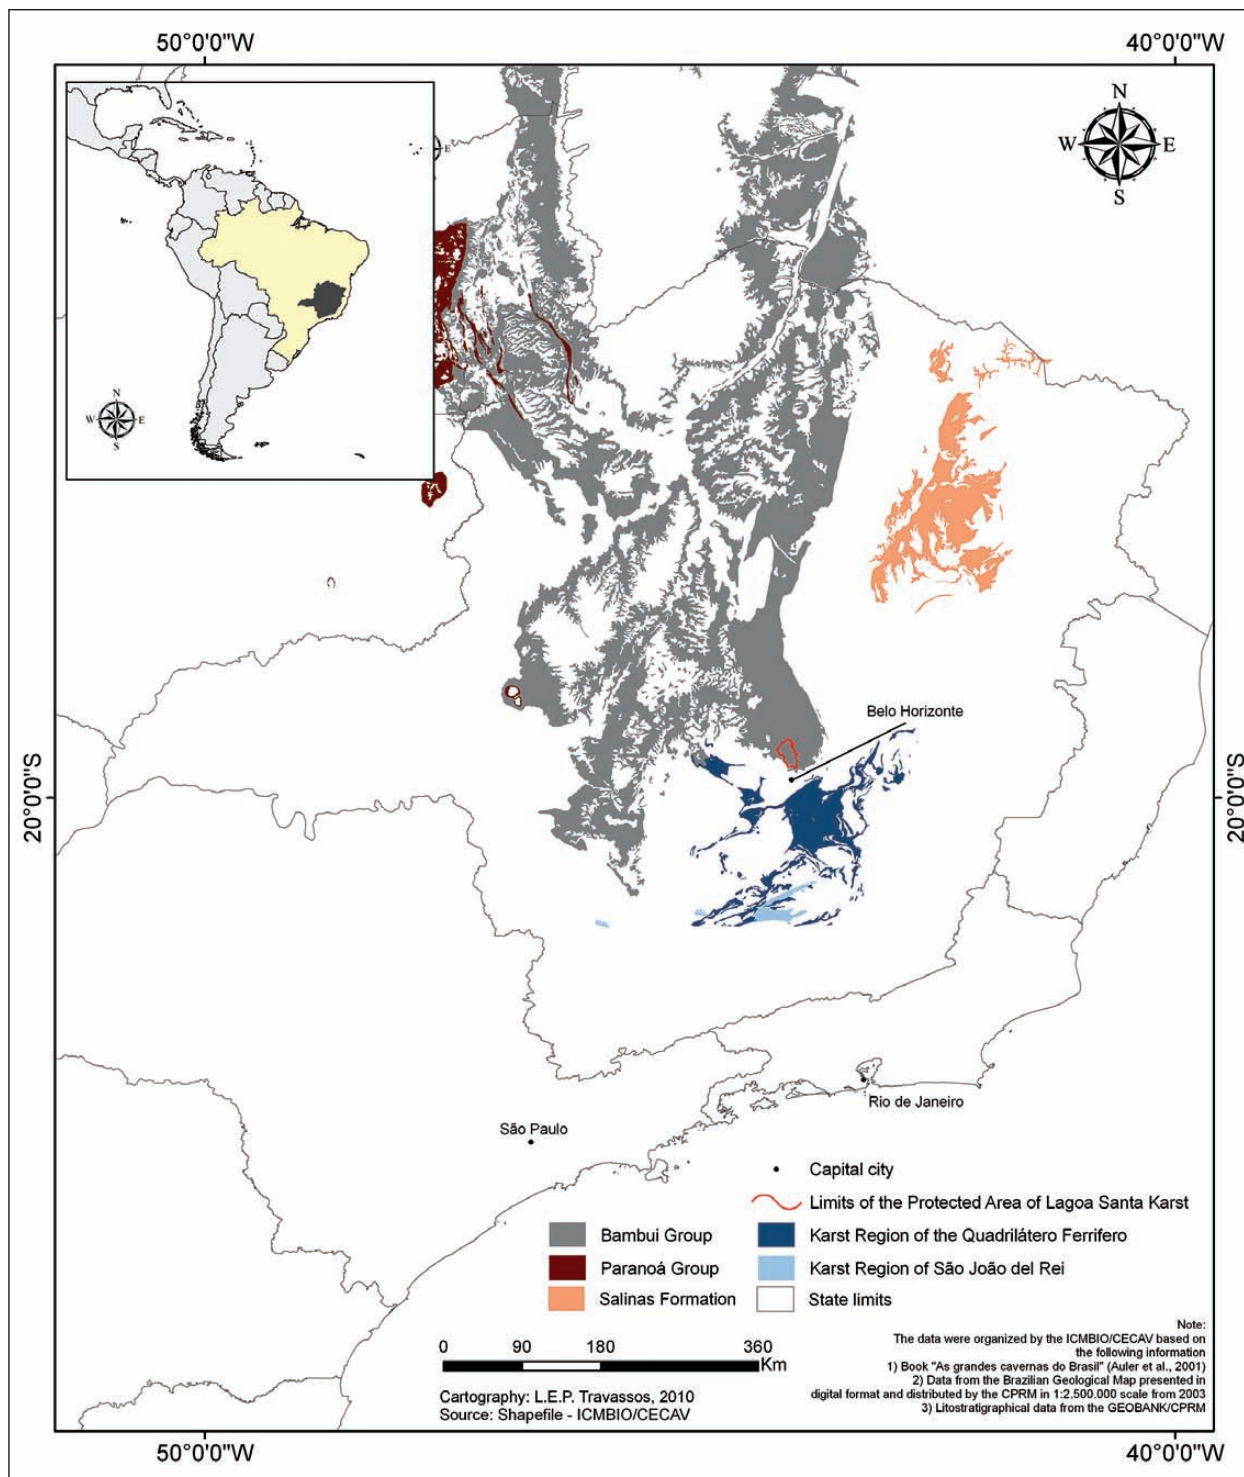 50°0'0"W
40°0'0"W
N
W
E
S
E
N
W
E
S
Belo Horizonte
20°0'0"S
20°0'0"S
Rio de Janeiro
São Paulo
Capital city
Limits of the Protected Area of Lagoa Santa Karst
Bambui Group
Karst Region of the Quadrilátero Ferrifero
Paranoá Group
Karst Region of São João del Rei
Salinas Formation
State limits
Note:
The data were organized by the ICMBIO/CECAV based on
the following information
1) Book "As grandes cavernas do Brasil" (Auler et al., 2001)
2) Data from the Brazilian Geological Map presented in
digital format and distributed by the CPRM in 1:2.500.000 scale from 2003
3) Litostratigraphical data from the GEOBANK/CPRM
0 90 180 360
Km
Cartography: L.E.P. Travassos, 2010
Source: Shapefile - ICMBIO/CECAV
50°0'0"W
40°0'0"W